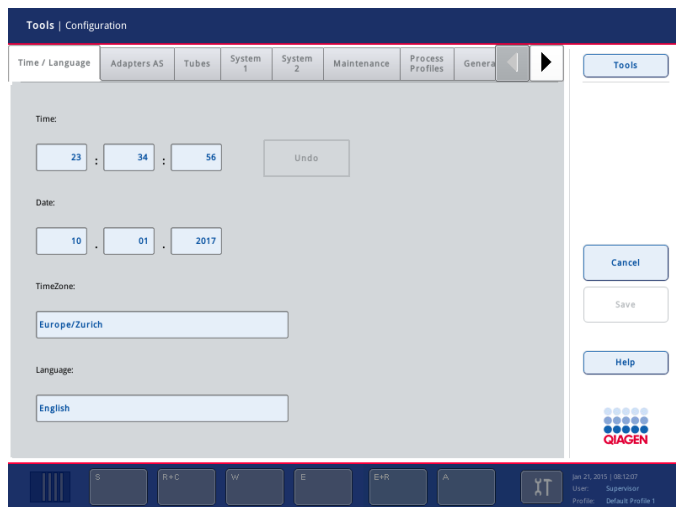 Tools | Configuration
Time / Language
Adapters AS
Tubes
System
1
System
2
Maintenance
Process
Profiles
Genera
Tools
Time:
23 : 34 : 56
Undo
Date:
10 . 01 . 2017
Cancel
TimeZone:
Save
Europe/Zurich
Help
Language:
English
QIAGEN
S
R+C
W
E
E+R
A
Jan 21, 2015 | 08:12:07
User: Supervisor
Profile: Default Profile 1